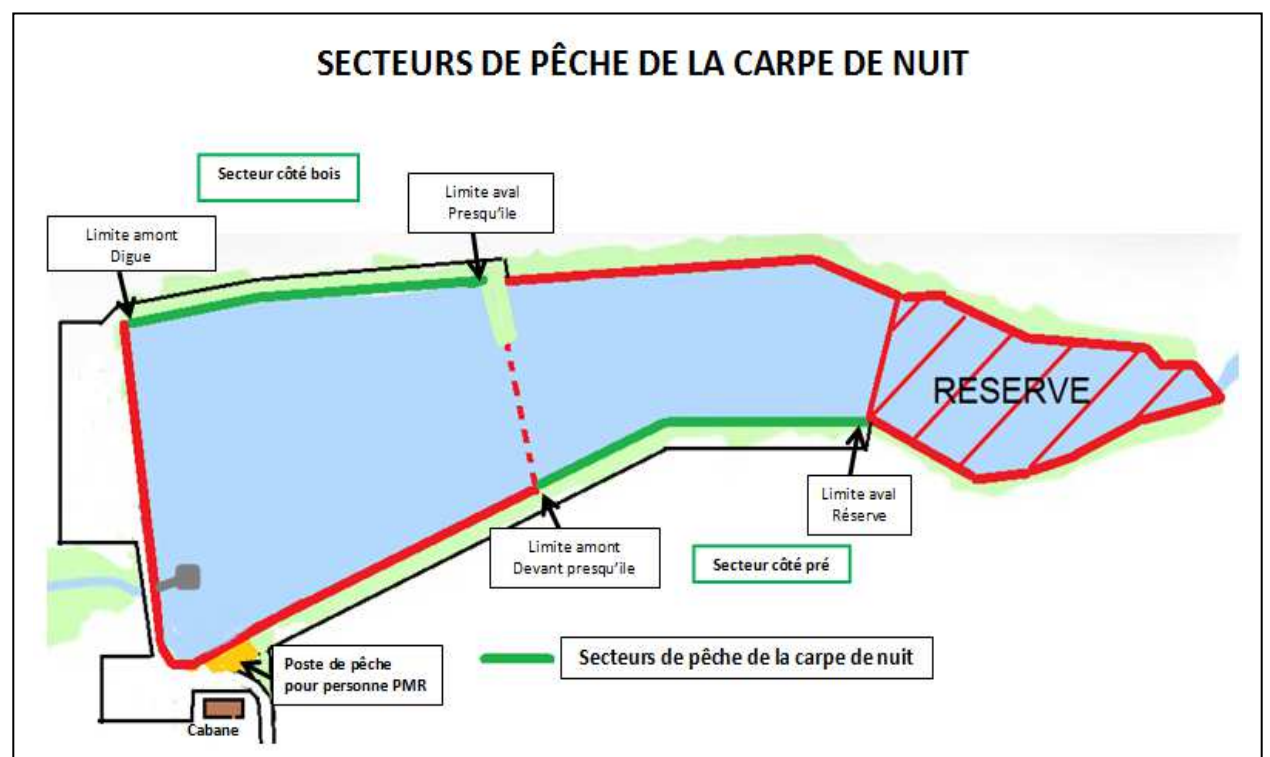 SECTEURS DE PÊCHE DE LA CARPE DE NUIT
Secteur côté bois
Limite aval
Presqu'ile
Limite amont
Digue
RESERVE
Limite aval
Réserve
Limite amont
Devant presqu'ile
Secteur côté pré
Secteurs de pêche de la carpe de nuit
Poste de pêche
pour personne PMR
Cabane